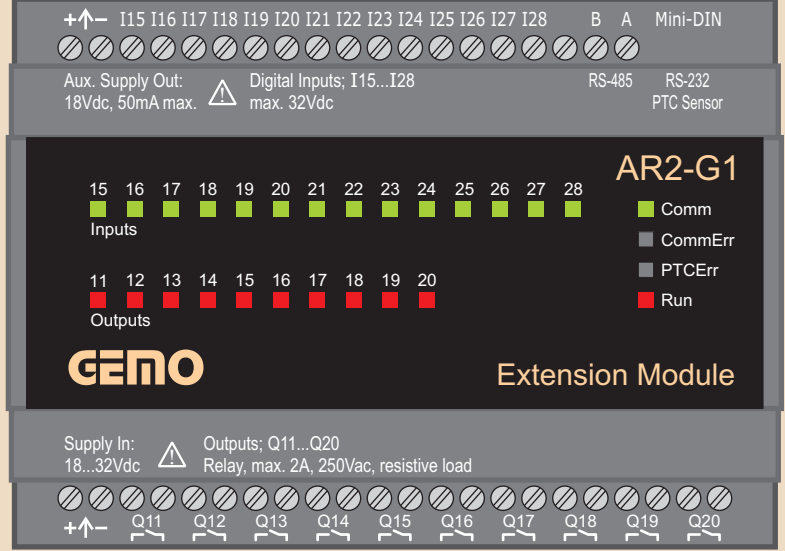 + – I15 I16 I17 I18 I19 I20 I21 I22 I23 I24 I25 I26 I27 I28 B A Mini-DIN
Aux. Supply Out: Digital Inputs; I15...I28 RS-485 RS-232
18Vdc, 50mA max. max. 32Vdc PTC Sensor
AR2-G1
15 16 17 18 19 20 21 22 23 24 25 26 27 28
Comm
Inputs
CommErr
11 12 13 14 15 16 17 18 19 20
PTCErr
Run
Outputs
GEMO
Extension Module
Supply In: Outputs; Q11...Q20
18...32Vdc Relay, max. 2A, 250Vac, resistive load
+ – Q11 Q12 Q13 Q14 Q15 Q16 Q17 Q18 Q19 Q20